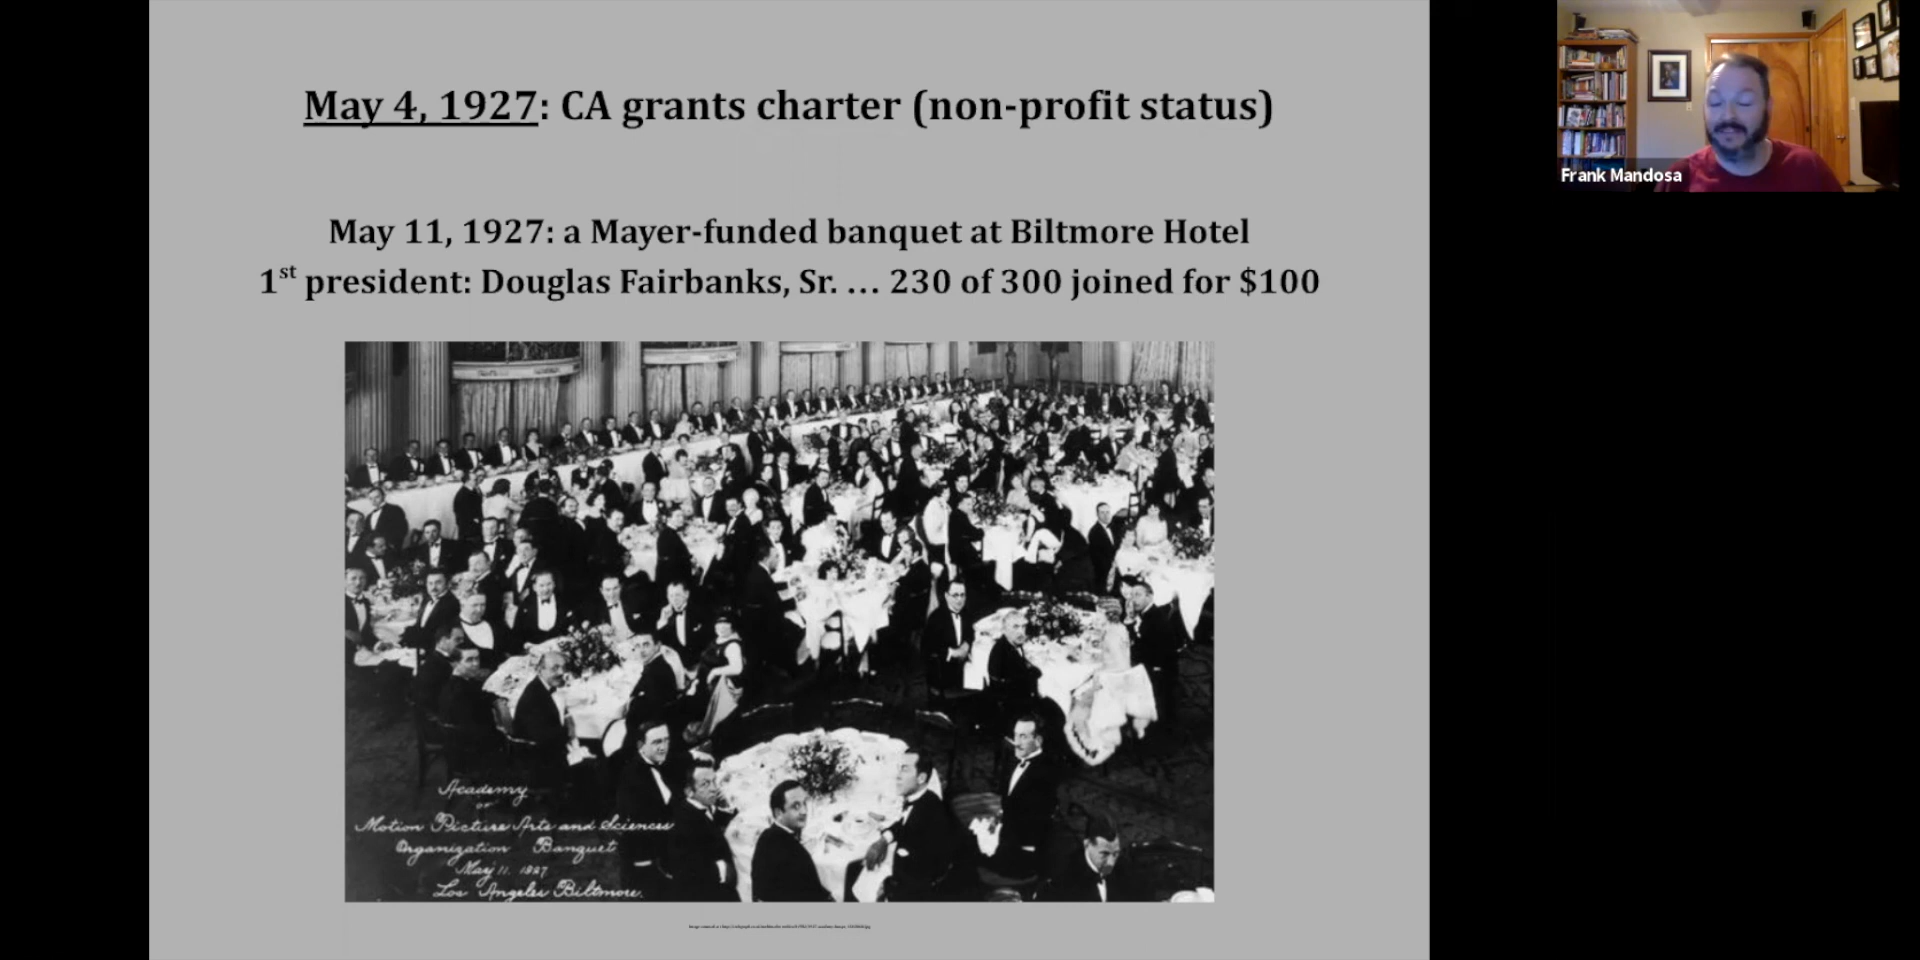 May 4, 1927: CA grants charter (non-profit status)
May 11, 1927: a Mayer-funded banquet at Biltmore Hotel
1st president: Douglas Fairbanks, Sr. … 230 of 300 joined for $100
Frank Mandosa
Academy
of
Motion Picture Arts and Sciences
Organization Banquet
May 11. 1927
Los Angeles Biltmore.